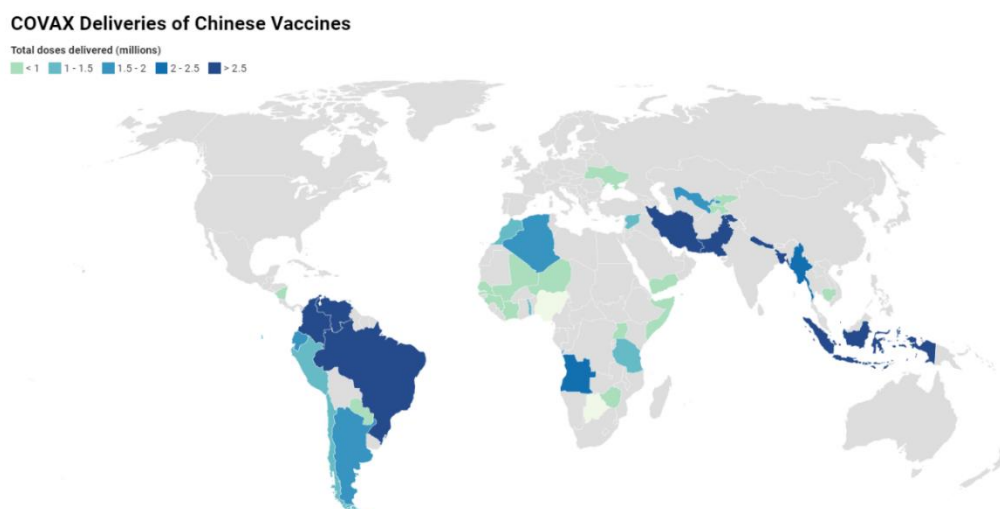 COVAX Deliveries of Chinese Vaccines
Total doses delivered (millions)
< 1 1 - 1.5 1.5 - 2 2 - 2.5 > 2.5